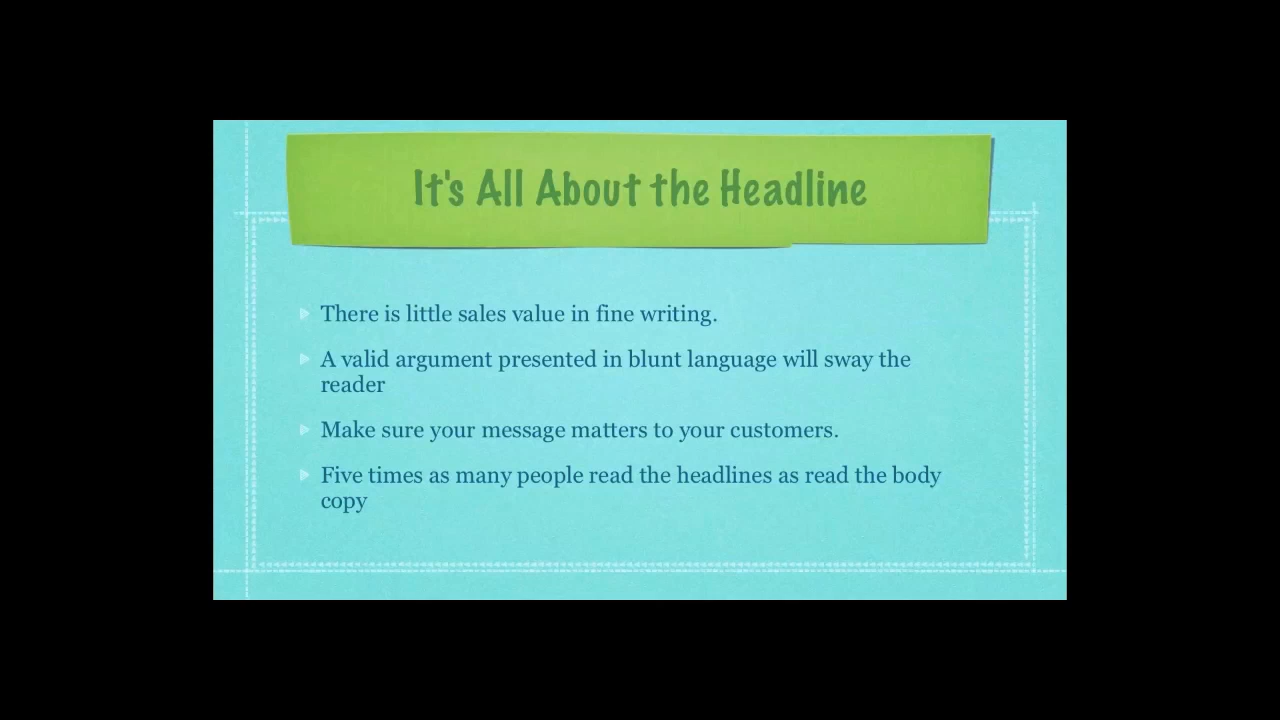 It's All About the Headline
There is little sales value in fine writing.
A valid argument presented in blunt language will sway the
reader
Make sure your message matters to your customers.
Five times as many people read the headlines as read the body
copy